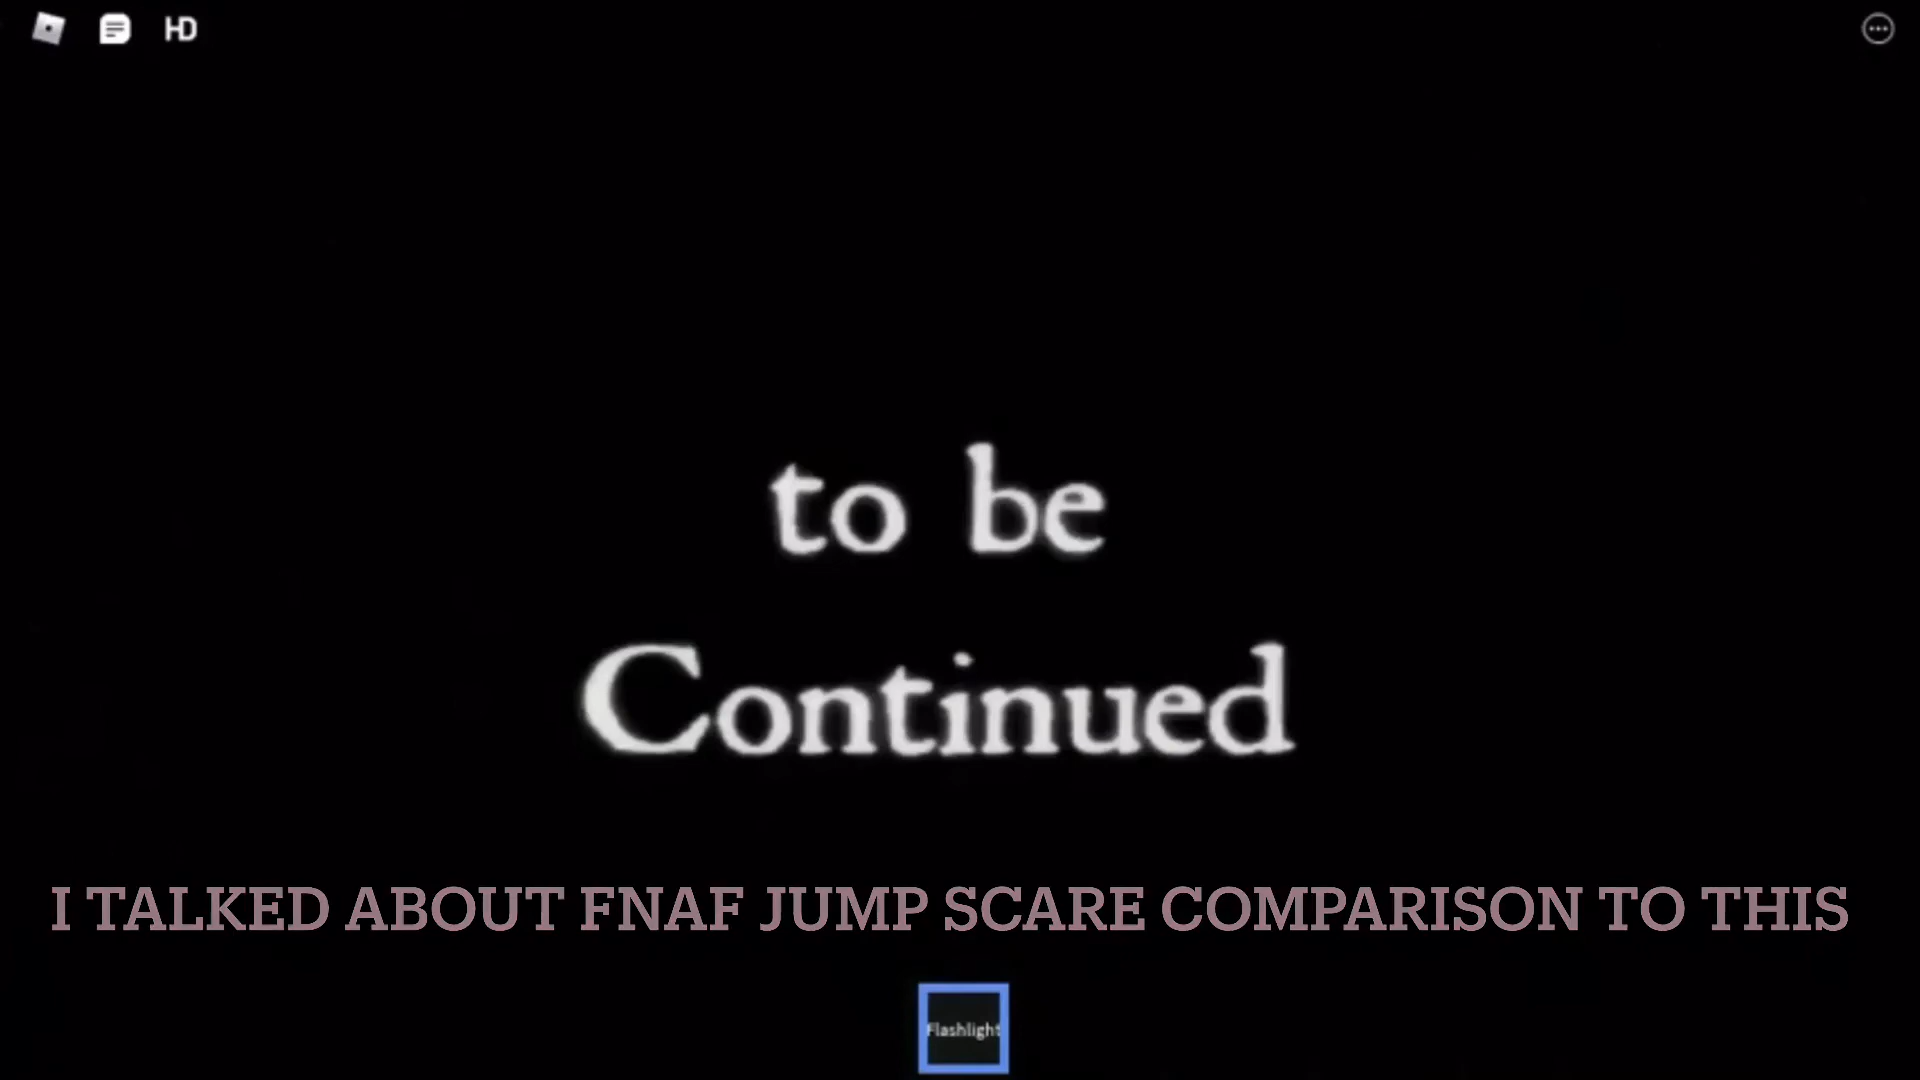 HD
to be
Continued
I TALKED ABOUT FNAF JUMP SCARE COMPARISON TO THIS
Flashlight